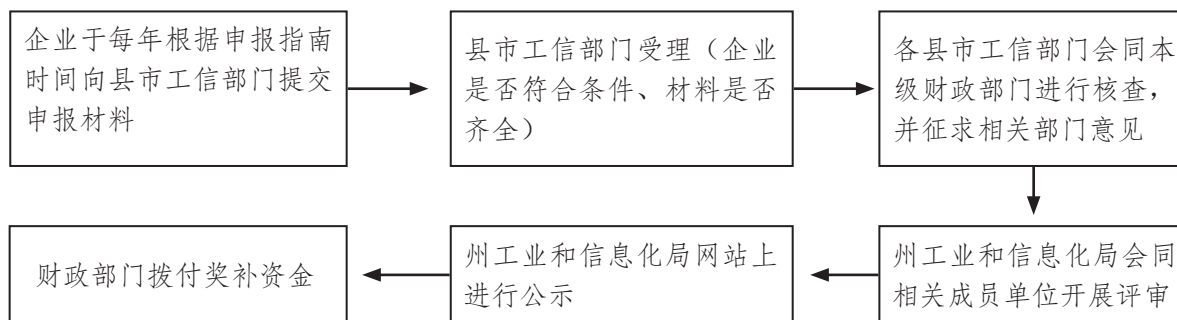 企业于每年根据申报指南
时间向县市工信部门提交
申报材料
县市工信部门受理（企业
是否符合条件、材料是否
齐全）
各县市工信部门会同本
级财政部门进行核查，
并征求相关部门意见
州工业和信息化局会同
相关成员单位开展评审
州工业和信息化局网站上
进行公示
财政部门拨付奖补资金